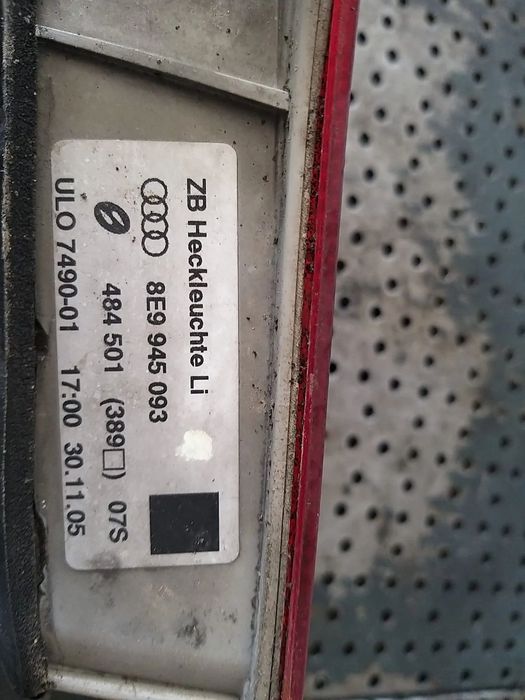 ZB Heckleuchte Li
8E9 945 093
484 501 (389□) 07S
ULO 7490-01 17:00 30.11.05